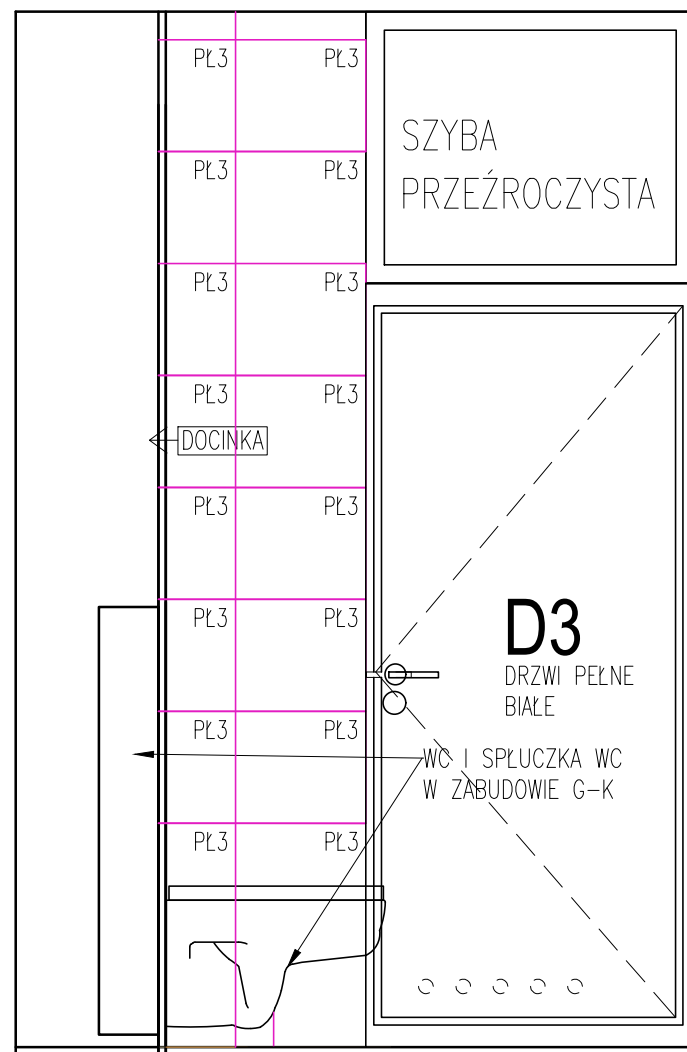 PŁ3 PŁ3
SZYBA
PRZEŹROCZYSTA
PŁ3 PŁ3
PŁ3 PŁ3
PŁ3 PŁ3
DOCINKA
PŁ3 PŁ3
PŁ3 PŁ3
D3
DRZWI PEŁNE
BIAŁE
PŁ3 PŁ3
WC I SPŁUCZKA WC
W ZABUDOWIE G-K
PŁ3 PŁ3